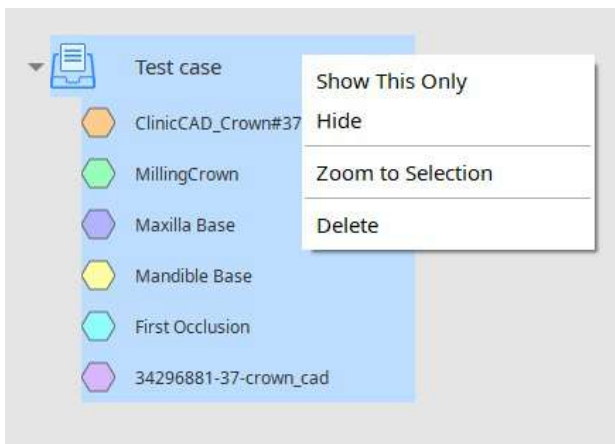 Test case
ClinicCAD_Crown#37
MillingCrown
Maxilla Base
Mandible Base
First Occlusion
34296881-37-crown_cad
Show This Only
Hide
Zoom to Selection
Delete